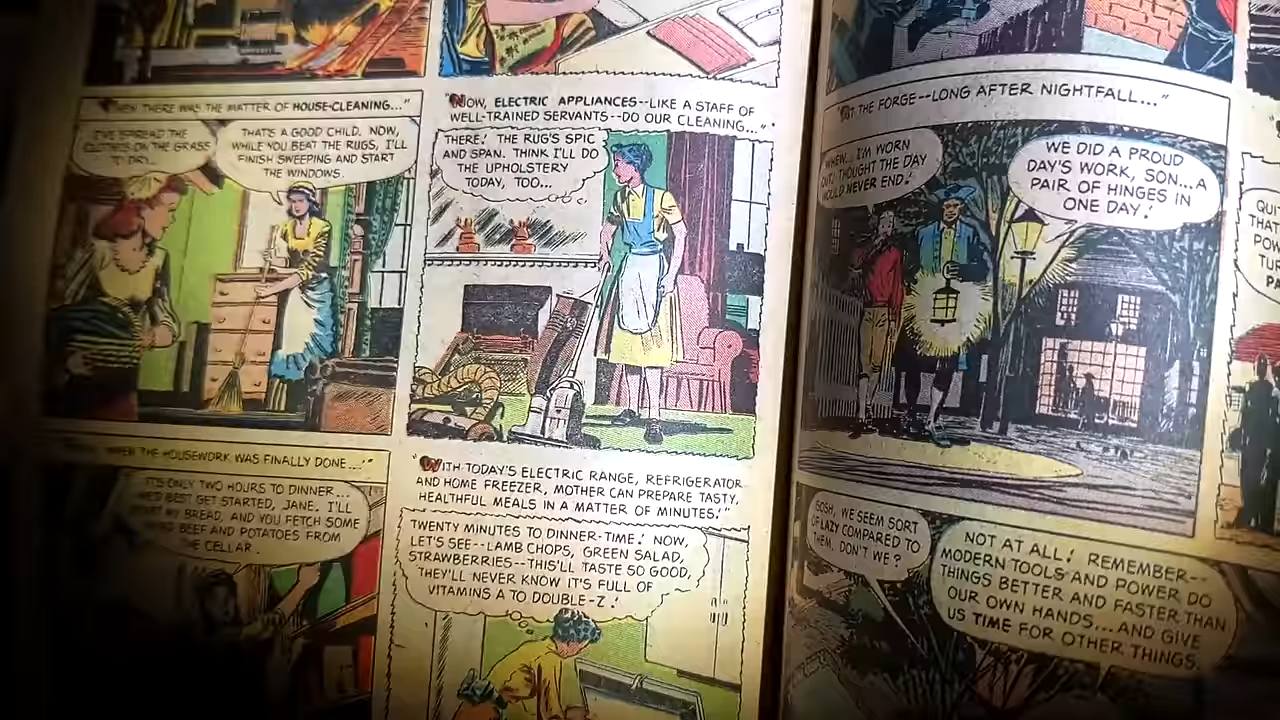 "THEN THERE WAS THE MATTER OF HOUSE-CLEANING..."
I'VE SPREAD THE
CLOTHES ON THE GRASS
TO DRY...
THAT'S A GOOD CHILD. NOW,
WHILE YOU BEAT THE RUGS, I'LL
FINISH SWEEPING AND START
THE WINDOWS.
WHEN THE HOUSEWORK WAS FINALLY DONE...."
IT'S ONLY TWO HOURS TO DINNER...
WE'D BEST GET STARTED, JANE. I'LL
MY BREAD, AND YOU FETCH SOME
BEEF AND POTATOES FROM
THE CELLAR.
"NOW, ELECTRIC APPLIANCES--LIKE A STAFF OF
WELL-TRAINED SERVANTS--DO OUR CLEANING..."
THERE! THE RUG'S SPIC
AND SPAN. THINK I'LL DO
THE UPHOLSTERY
TODAY, TOO...
"WITH TODAY'S ELECTRIC RANGE, REFRIGERATOR
AND HOME FREEZER, MOTHER CAN PREPARE TASTY,
HEALTHFUL MEALS IN A MATTER OF MINUTES!"
TWENTY MINUTES TO DINNER-TIME! NOW,
LET'S SEE--LAMB CHOPS, GREEN SALAD,
STRAWBERRIES--THIS'LL TASTE SO GOOD,
THEY'LL NEVER KNOW IT'S FULL OF
VITAMINS A TO DOUBLE-Z!
"AT THE FORGE--LONG AFTER NIGHTFALL..."
WHEW... I'M WORN
OUT! THOUGHT THE DAY
WOULD NEVER END!
WE DID A PROUD
DAY'S WORK, SON...A
PAIR OF HINGES IN
ONE DAY!
GOSH, WE SEEM SORT
OF LAZY COMPARED TO
THEM, DON'T WE?
NOT AT ALL! REMEMBER--
MODERN TOOLS AND POWER DO
THINGS BETTER AND FASTER THAN
OUR OWN HANDS...AND GIVE
US TIME FOR OTHER THINGS.
THAT